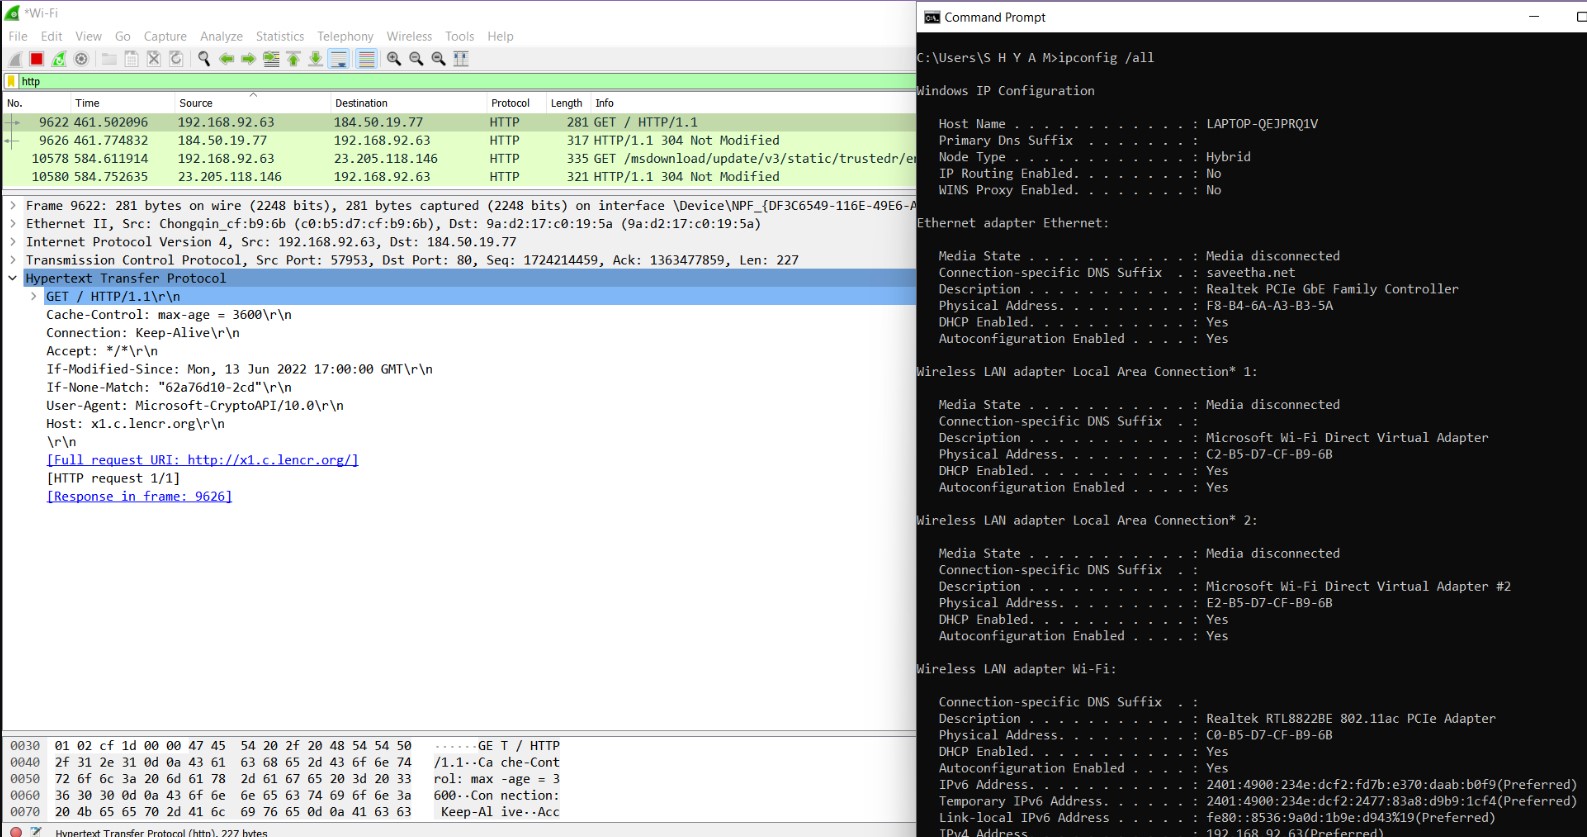 *Wi-Fi
File Edit View Go Capture Analyze Statistics Telephony Wireless Tools Help
http
No. Time Source Destination Protocol Length Info
9622 461.502096 192.168.92.63 184.50.19.77 HTTP 281 GET / HTTP/1.1
9626 461.774832 184.50.19.77 192.168.92.63 HTTP 317 HTTP/1.1 304 Not Modified
10578 584.611914 192.168.92.63 23.205.118.146 HTTP 335 GET /msdownload/update/v3/static/trustedr/er
10580 584.752635 23.205.118.146 192.168.92.63 HTTP 321 HTTP/1.1 304 Not Modified
Frame 9622: 281 bytes on wire (2248 bits), 281 bytes captured (2248 bits) on interface \Device\NPF_{DF3C6549-116E-49E6-A
Ethernet II, Src: Chongqin_cf:b9:6b (c0:b5:d7:cf:b9:6b), Dst: 9a:d2:17:c0:19:5a (9a:d2:17:c0:19:5a)
Internet Protocol Version 4, Src: 192.168.92.63, Dst: 184.50.19.77
Transmission Control Protocol, Src Port: 57953, Dst Port: 80, Seq: 1724214459, Ack: 1363477859, Len: 227
Hypertext Transfer Protocol
GET / HTTP/1.1\r\n
Cache-Control: max-age = 3600\r\n
Connection: Keep-Alive\r\n
Accept: */*\r\n
If-Modified-Since: Mon, 13 Jun 2022 17:00:00 GMT\r\n
If-None-Match: "62a76d10-2cd"\r\n
User-Agent: Microsoft-CryptoAPI/10.0\r\n
Host: x1.c.lencr.org\r\n
\r\n
[Full request URI: http://x1.c.lencr.org/]
[HTTP request 1/1]
[Response in frame: 9626]
0030 01 02 cf 1d 00 00 47 45 54 20 2f 20 48 54 54 50 ······GE T / HTTP
0040 2f 31 2e 31 0d 0a 43 61 63 68 65 2d 43 6f 6e 74 /1.1··Ca che-Cont
0050 72 6f 6c 3a 20 6d 61 78 2d 61 67 65 20 3d 20 33 rol: max -age = 3
0060 36 30 30 0d 0a 43 6f 6e 6e 65 63 74 69 6f 6e 3a 600··Con nection:
0070 20 4b 65 65 70 2d 41 6c 69 76 65 0d 0a 41 63 63 Keep-Al ive··Acc
Hypertext Transfer Protocol (http), 227 bytes
Command Prompt
C:\Users\S H Y A M>ipconfig /all
Windows IP Configuration
Host Name . . . . . . . . . . . . : LAPTOP-QEJPRQ1V
Primary Dns Suffix . . . . . . . :
Node Type . . . . . . . . . . . . : Hybrid
IP Routing Enabled. . . . . . . . : No
WINS Proxy Enabled. . . . . . . . : No
Ethernet adapter Ethernet:
Media State . . . . . . . . . . . : Media disconnected
Connection-specific DNS Suffix . : saveetha.net
Description . . . . . . . . . . . : Realtek PCIe GbE Family Controller
Physical Address. . . . . . . . . : F8-B4-6A-A3-B3-5A
DHCP Enabled. . . . . . . . . . . : Yes
Autoconfiguration Enabled . . . . : Yes
Wireless LAN adapter Local Area Connection* 1:
Media State . . . . . . . . . . . : Media disconnected
Connection-specific DNS Suffix . :
Description . . . . . . . . . . . : Microsoft Wi-Fi Direct Virtual Adapter
Physical Address. . . . . . . . . : C2-B5-D7-CF-B9-6B
DHCP Enabled. . . . . . . . . . . : Yes
Autoconfiguration Enabled . . . . : Yes
Wireless LAN adapter Local Area Connection* 2:
Media State . . . . . . . . . . . : Media disconnected
Connection-specific DNS Suffix . :
Description . . . . . . . . . . . : Microsoft Wi-Fi Direct Virtual Adapter #2
Physical Address. . . . . . . . . : E2-B5-D7-CF-B9-6B
DHCP Enabled. . . . . . . . . . . : Yes
Autoconfiguration Enabled . . . . : Yes
Wireless LAN adapter Wi-Fi:
Connection-specific DNS Suffix . :
Description . . . . . . . . . . . : Realtek RTL8822BE 802.11ac PCIe Adapter
Physical Address. . . . . . . . . : C0-B5-D7-CF-B9-6B
DHCP Enabled. . . . . . . . . . . : Yes
Autoconfiguration Enabled . . . . : Yes
IPv6 Address. . . . . . . . . . . : 2401:4900:234e:dcf2:fd7b:e370:daab:b0f9(Preferred)
Temporary IPv6 Address. . . . . . : 2401:4900:234e:dcf2:2477:83a8:d9b9:1cf4(Preferred)
Link-local IPv6 Address . . . . . : fe80::8536:9a0d:1b9e:d943%19(Preferred)
IPv4 Address. . . . . . . . . . . : 192.168.92.63(Preferred)